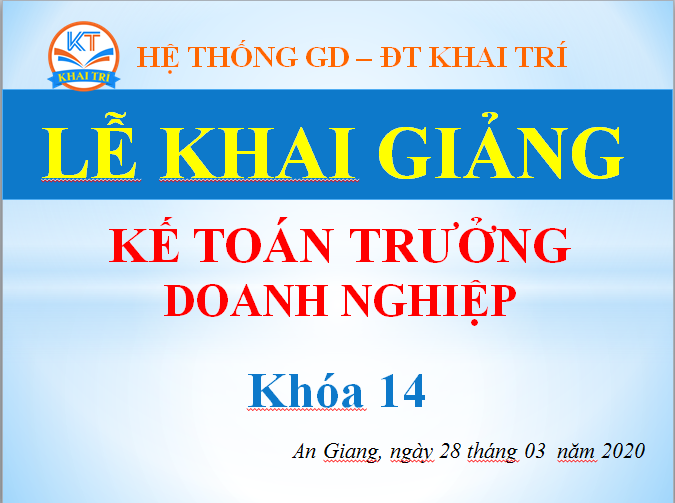 KT
KHAI TRÍ
HỆ THỐNG GD – ĐT KHAI TRÍ
LỄ KHAI GIẢNG
KẾ TOÁN TRƯỞNG
DOANH NGHIỆP
Khóa 14
An Giang, ngày 28 tháng 03 năm 2020